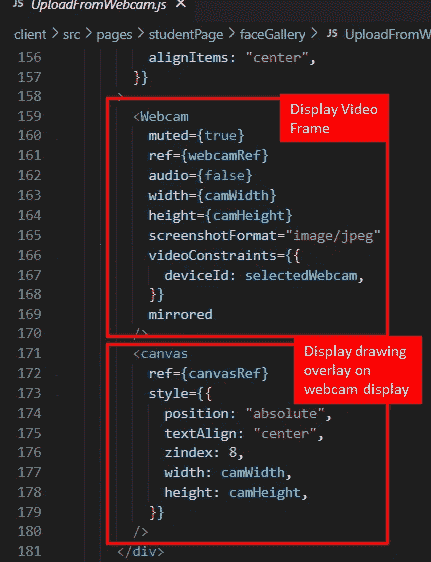 UploadFromWebcam.js
client > src > pages > studentPage > faceGallery > JS UploadFromW
156 alignItems: "center",
157 }}
158 >
159 <Webcam
160 muted={true}
161 ref={webcamRef}
162 audio={false}
163 width={camWidth}
164 height={camHeight}
165 screenshotFormat="image/jpeg"
166 videoConstraints={{
167 deviceId: selectedWebcam,
168 }}
169 mirrored
170 />
171 <canvas
172 ref={canvasRef}
173 style={{
174 position: "absolute",
175 textAlign: "center",
176 zindex: 8,
177 width: camWidth,
178 height: camHeight,
179 }}
180 />
181 </div>
Display Video
Frame
Display drawing
overlay on
webcam display